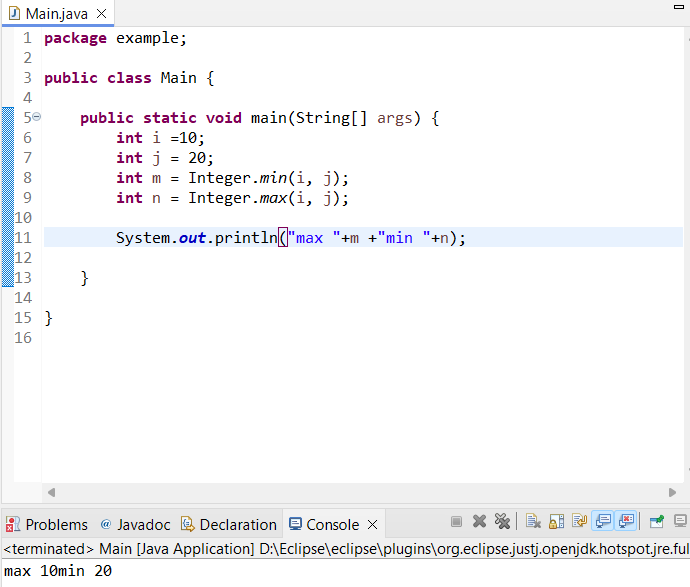 Main.java
1 package example;
2
3 public class Main {
4
5 public static void main(String[] args) {
6 int i =10;
7 int j = 20;
8 int m = Integer.min(i, j);
9 int n = Integer.max(i, j);
10
11 System.out.println("max "+m +"min "+n);
12
13 }
14
15 }
16
Problems @ Javadoc Declaration Console
<terminated> Main [Java Application] D:\Eclipse\eclipse\plugins\org.eclipse.justj.openjdk.hotspot.jre.ful
max 10min 20